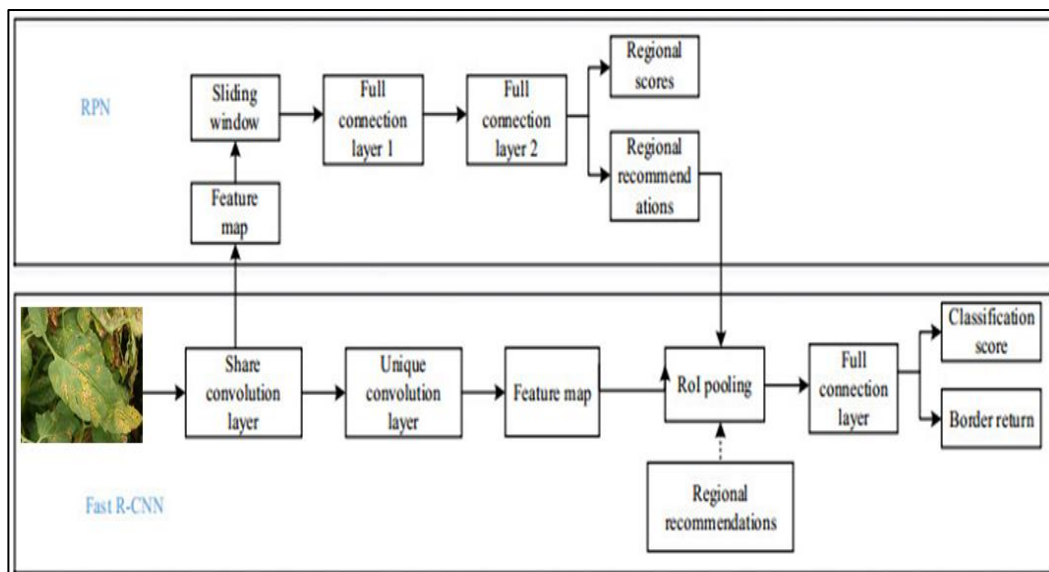 RPN
Sliding
window
Feature
map
Full
connection
layer 1
Full
connection
layer 2
Regional
scores
Regional
recommend
ations
Share
convolution
layer
Unique
convolution
layer
Feature map
RoI pooling
Full
connection
layer
Classification
score
Border return
Regional
recommendations
Fast R-CNN